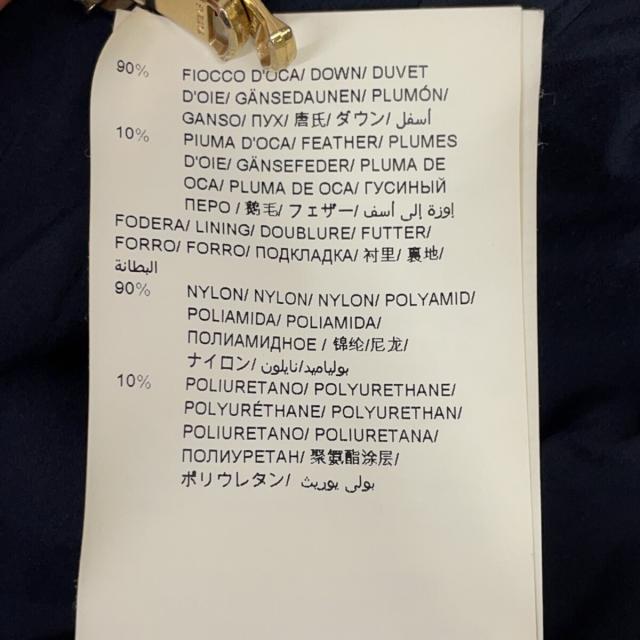 90% FIOCCO D'OCA/ DOWN/ DUVET
D'OIE/ GÄNSEDAUNEN/ PLUMÓN/
GANSO/ ПУХ/ 唐氏/ ダウン/ أسفل
10% PIUMA D'OCA/ FEATHER/ PLUMES
D'OIE/ GÄNSEFEDER/ PLUMA DE
OCA/ PLUMA DE OCA/ ГУСИНЫЙ
ПЕРО / 鹅毛/ フェザー/ اوزة إلى أسف
FODERA/ LINING/ DOUBLURE/ FUTTER/
FORRO/ FORRO/ ПОДКЛАДКА/ 衬里/ 裏地/
البطانة
90% NYLON/ NYLON/ NYLON/ POLYAMID/
POLIAMIDA/ POLIAMIDA/
ПОЛИАМИДНОЕ / 锦纶/尼龙/
ナイロン/ بولياميد/نايلون
10% POLIURETANO/ POLYURETHANE/
POLYURÉTHANE/ POLYURETHAN/
POLIURETANO/ POLIURETANA/
ПОЛИУРЕТАН/ 聚氨酯涂层/
ポリウレタン/ بولي يوريث